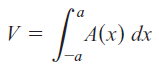 V = ∫_{-a}^{a} A(x) dx